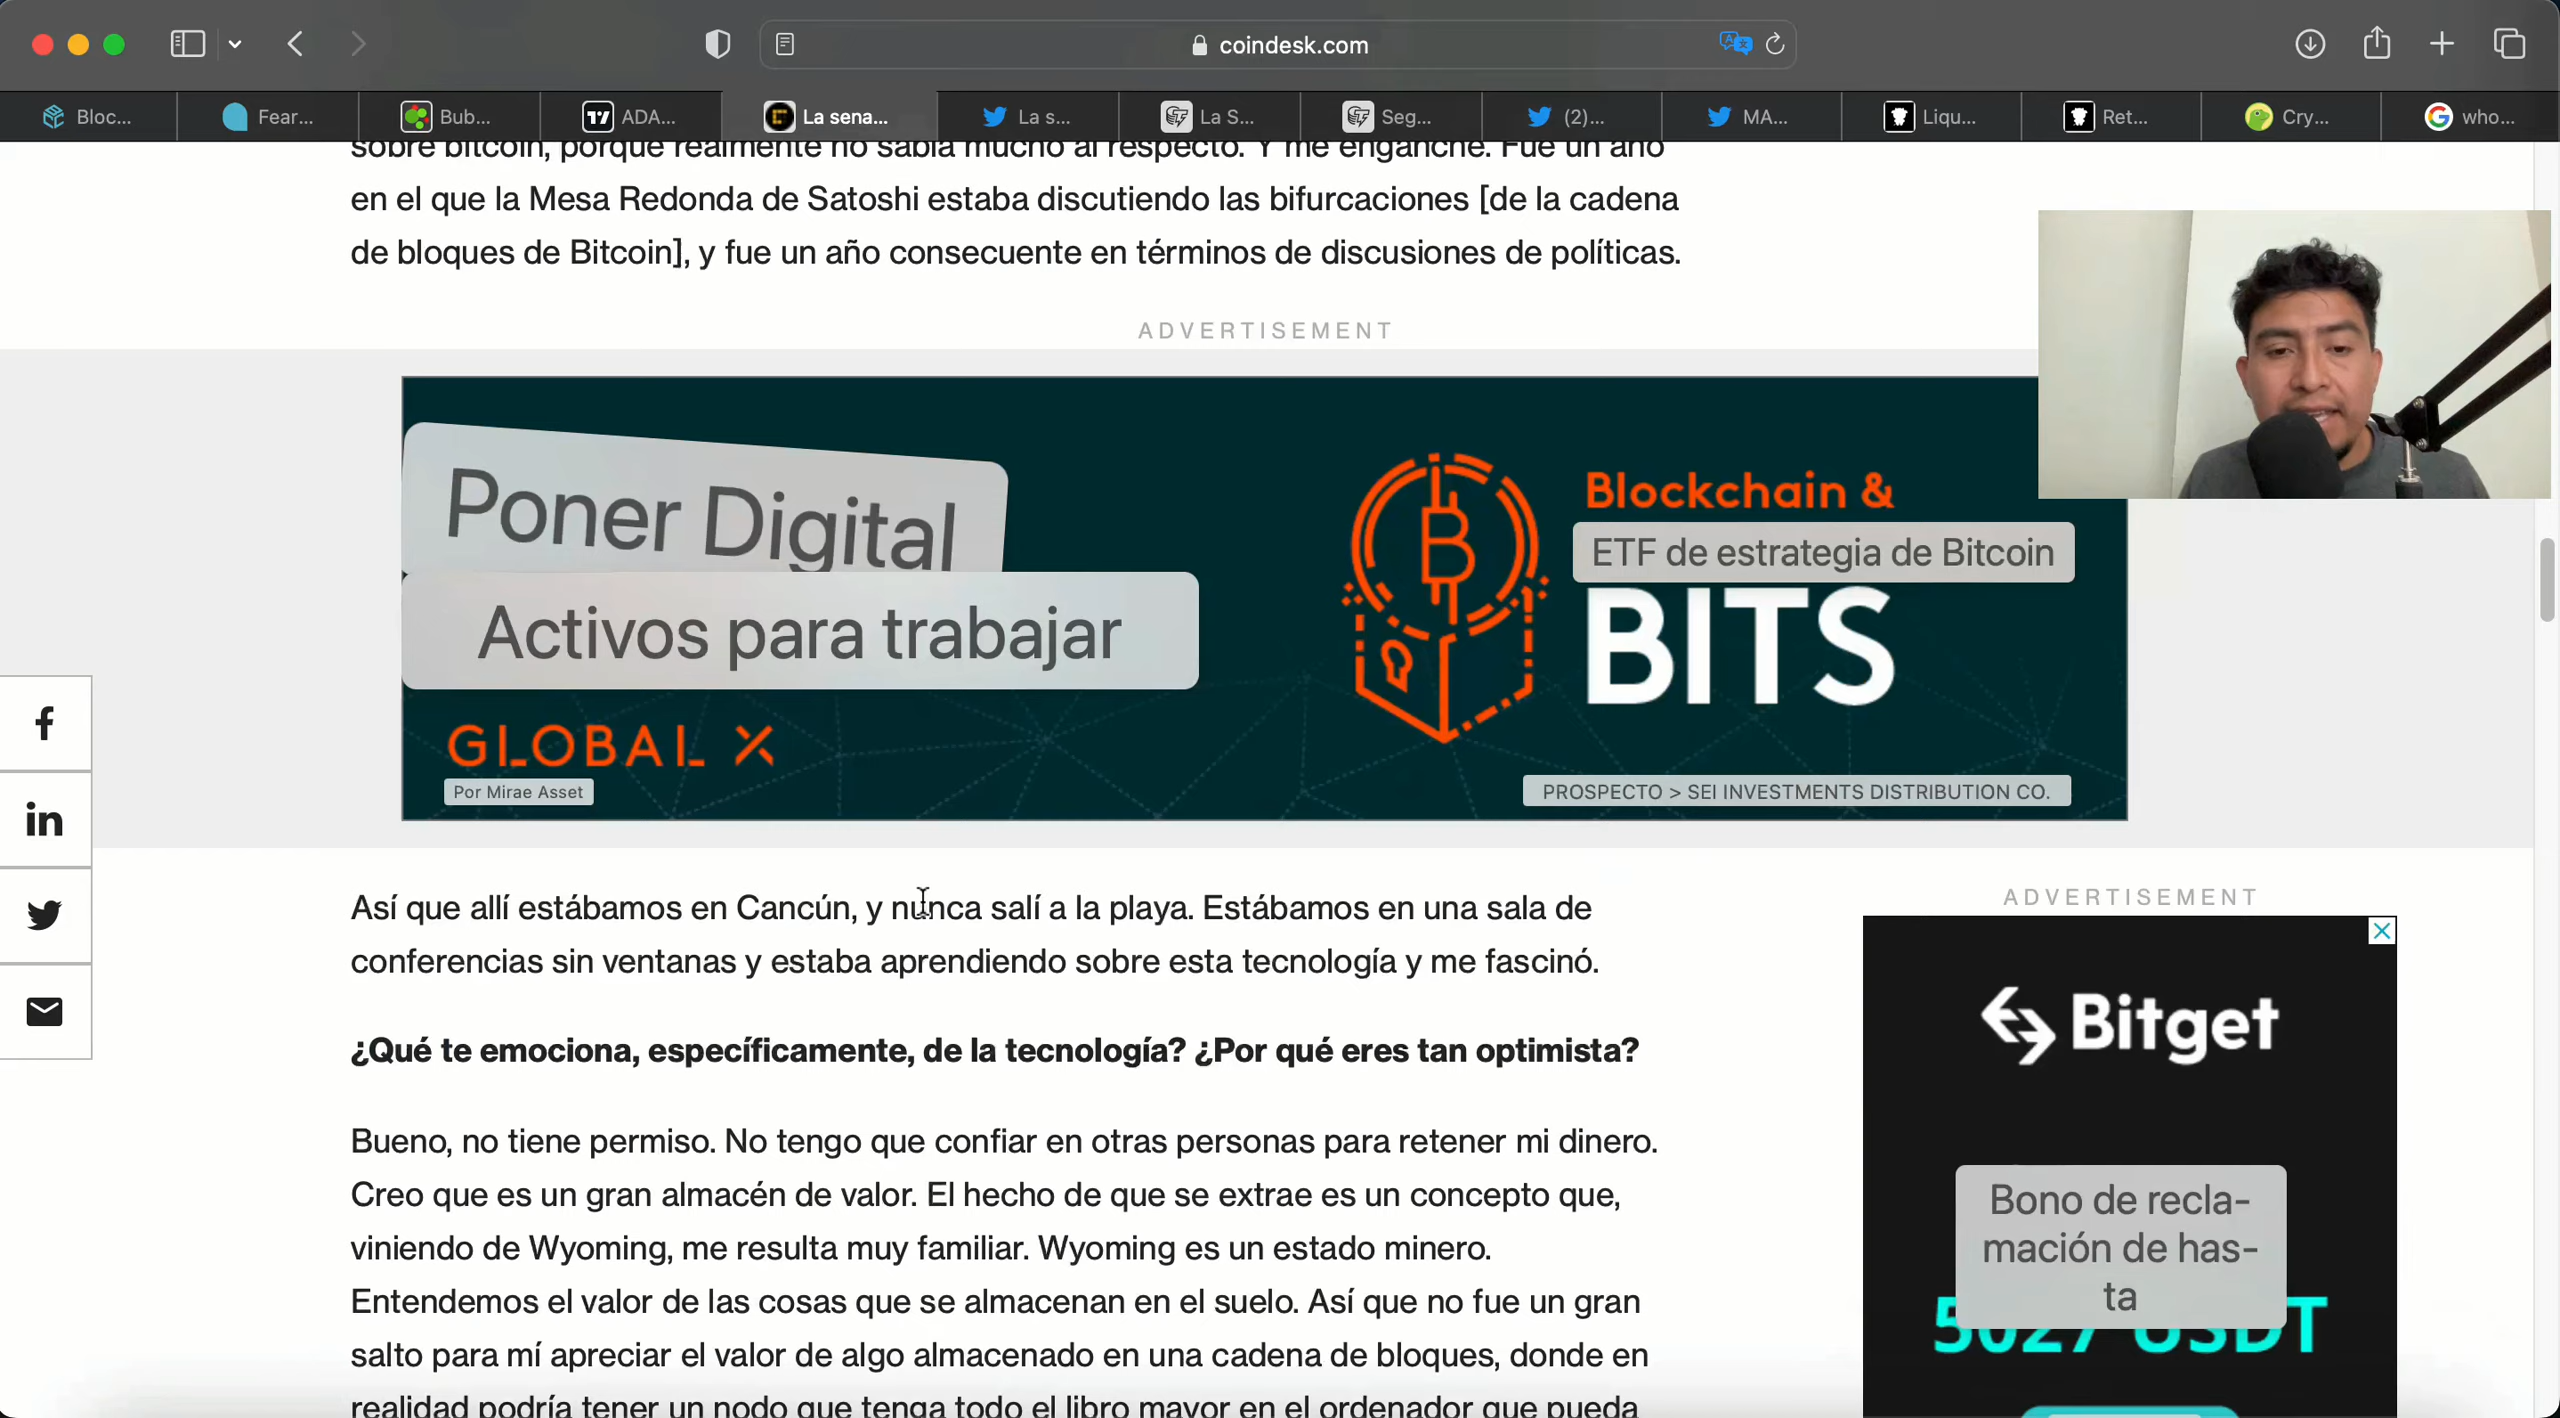 coindesk.com
Bloc...
Fear...
Bub...
ADA...
La sena...
La s...
La S...
Seg...
(2)...
MA...
Liqu...
Ret...
Cry...
who...
sobre bitcoin, porque realmente no sabía mucho al respecto. Y me enganché. Fue un año
en el que la Mesa Redonda de Satoshi estaba discutiendo las bifurcaciones [de la cadena
de bloques de Bitcoin], y fue un año consecuente en términos de discusiones de políticas.
ADVERTISEMENT
Poner Digital
Activos para trabajar
GLOBAL X
Por Mirae Asset
Blockchain &
ETF de estrategia de Bitcoin
BITS
PROSPECTO > SEI INVESTMENTS DISTRIBUTION CO.
Así que allí estábamos en Cancún, y nunca salí a la playa. Estábamos en una sala de
conferencias sin ventanas y estaba aprendiendo sobre esta tecnología y me fascinó.
¿Qué te emociona, específicamente, de la tecnología? ¿Por qué eres tan optimista?
Bueno, no tiene permiso. No tengo que confiar en otras personas para retener mi dinero.
Creo que es un gran almacén de valor. El hecho de que se extrae es un concepto que,
viniendo de Wyoming, me resulta muy familiar. Wyoming es un estado minero.
Entendemos el valor de las cosas que se almacenan en el suelo. Así que no fue un gran
salto para mí apreciar el valor de algo almacenado en una cadena de bloques, donde en
realidad podría tener un nodo que tenga todo el libro mayor en el ordenador que pueda
ADVERTISEMENT
Bitget
Bono de recla-
mación de has-
ta
5027 USDT